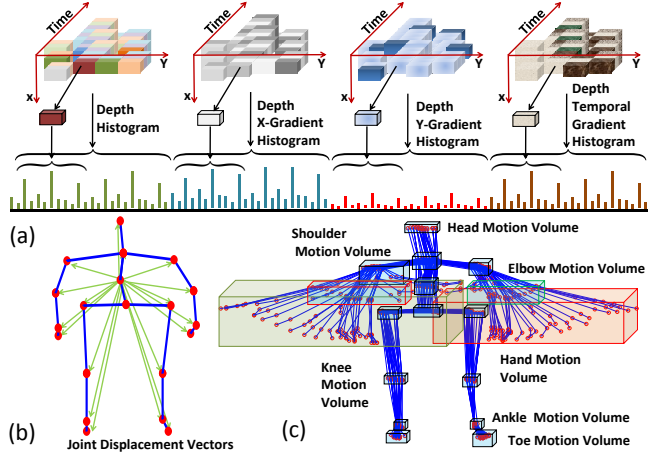 Time
Time
Time
Time
Y
Y
Y
Y
x
x
x
x
Depth
Histogram
Depth
X-Gradient
Histogram
Depth
Y-Gradient
Histogram
Depth
Temporal
Gradient
Histogram
(a)
Shoulder
Motion Volume
Head Motion Volume
Elbow Motion Volume
Knee
Motion
Volume
Hand Motion
Volume
Ankle Motion Volume
Toe Motion Volume
(b)
Joint Displacement Vectors
(c)